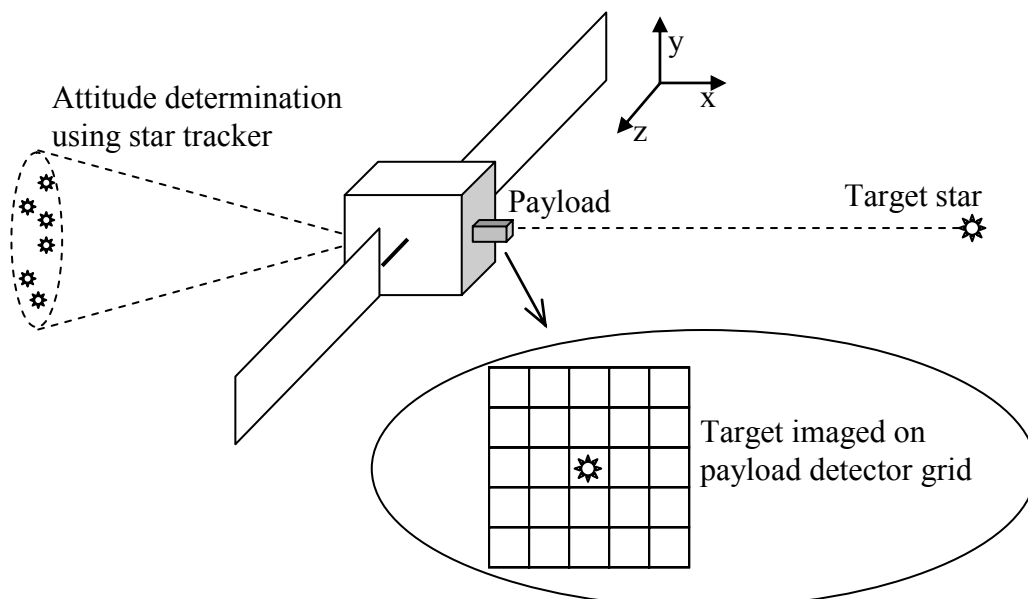 Attitude determination
using star tracker
y
x
z
Payload
Target star
Target imaged on
payload detector grid